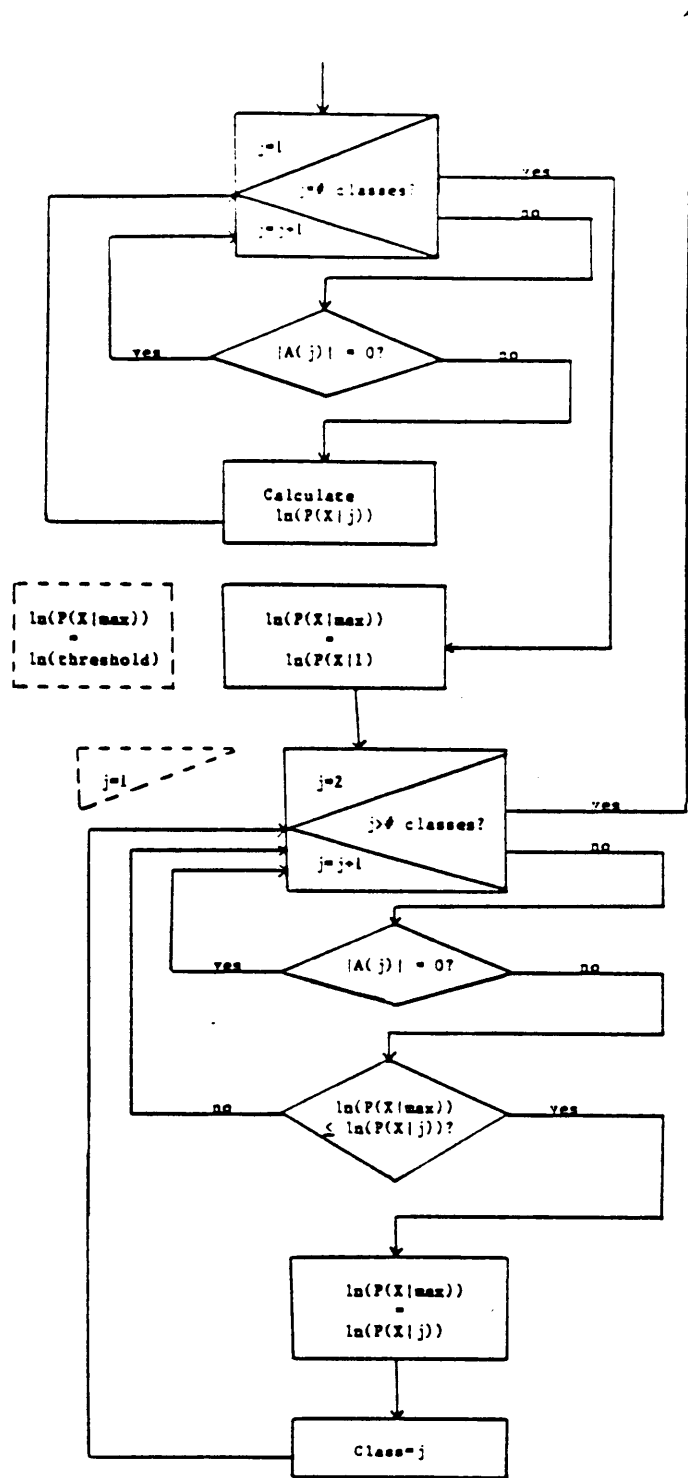 j=1
j=# classes?
j=j+1
yes
no
|A(j)| = 0?
yes
no
Calculate
ln(P(X|j))
ln(P(X|max))
=
ln(threshold)
ln(P(X|max))
=
ln(P(X|1)
j=1
j=2
j># classes?
j=j+1
yes
no
|A(j)| = 0?
yes
no
ln(P(X|max))
≤ ln(P(X|j))?
no
yes
ln(P(X|max))
=
ln(P(X|j))
Class=j